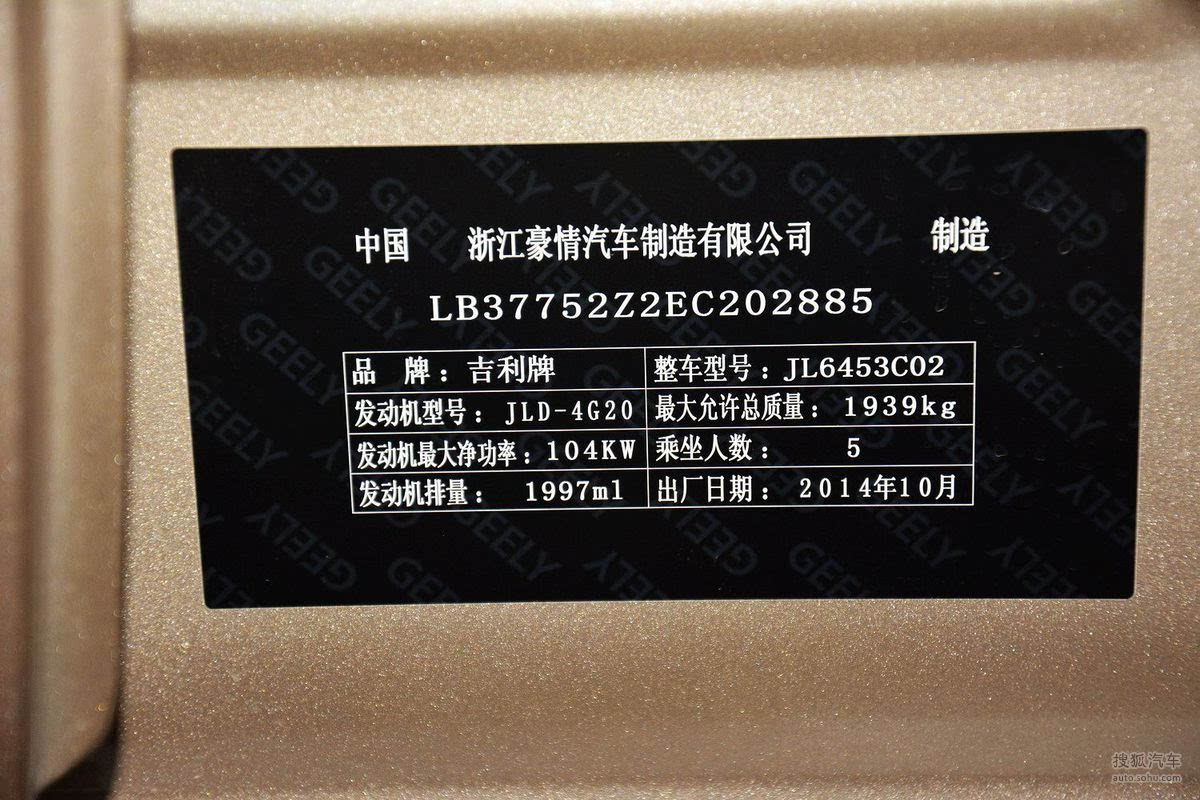 中国 浙江豪情汽车制造有限公司 制造
LB37752Z2EC202885
品 牌：吉利牌 整车型号：JL6453C02
发动机型号：JLD-4G20 最大允许总质量：1939kg
发动机最大净功率：104KW 乘坐人数：5
发动机排量：1997ml 出厂日期：2014年10月
搜狐汽车
auto.sohu.com